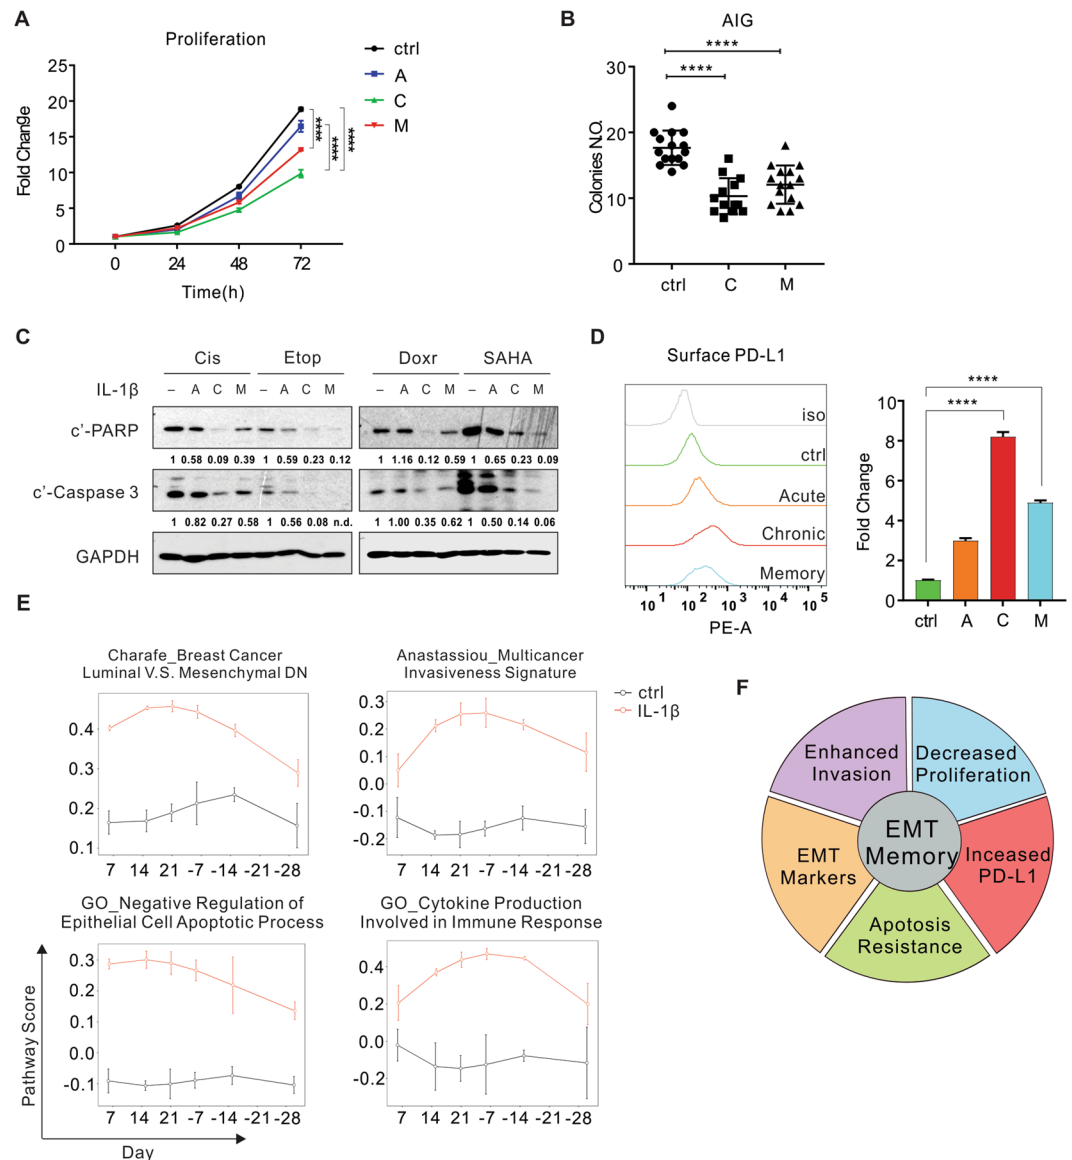 A
Proliferation
ctrl
A
C
M
25
20
15
10
5
0
Fold Change
****
****
****
0 24 48 72
Time(h)
B
AIG
****
****
30
20
10
0
Colonies N.O.
ctrl C M
C
Cis Etop Doxr SAHA
IL-1β – A C M – A C M – A C M – A C M
c'-PARP
1 0.58 0.09 0.39 1 0.59 0.23 0.12 1 1.16 0.12 0.59 1 0.65 0.23 0.09
c'-Caspase 3
1 0.82 0.27 0.58 1 0.56 0.08 n.d. 1 1.00 0.35 0.62 1 0.50 0.14 0.06
GAPDH
D
Surface PD-L1
iso
ctrl
Acute
Chronic
Memory
10 1 10 2 10 3 10 4 10 5
PE-A
****
****
10
8
6
4
2
0
Fold Change
ctrl A C M
E
Charafe_Breast Cancer
Luminal V.S. Mesenchymal DN
0.4
0.3
0.2
0.1
7 14 21 -7 -14 -21 -28
Anastassiou_Multicancer
Invasiveness Signature
0.3
0.2
0.1
0.0
-0.1
-0.2
7 14 21 -7 -14 -21 -28
ctrl
IL-1β
GO_Negative Regulation of
Epithelial Cell Apoptotic Process
0.3
0.2
0.1
0.0
-0.1
7 14 21 -7 -14 -21 -28
GO_Cytokine Production
Involved in Immune Response
0.4
0.2
0.0
-0.2
7 14 21 -7 -14 -21 -28
Pathway Score
Day
F
Enhanced
Invasion
Decreased
Proliferation
EMT
Memory
EMT
Markers
Inceased
PD-L1
Apotosis
Resistance